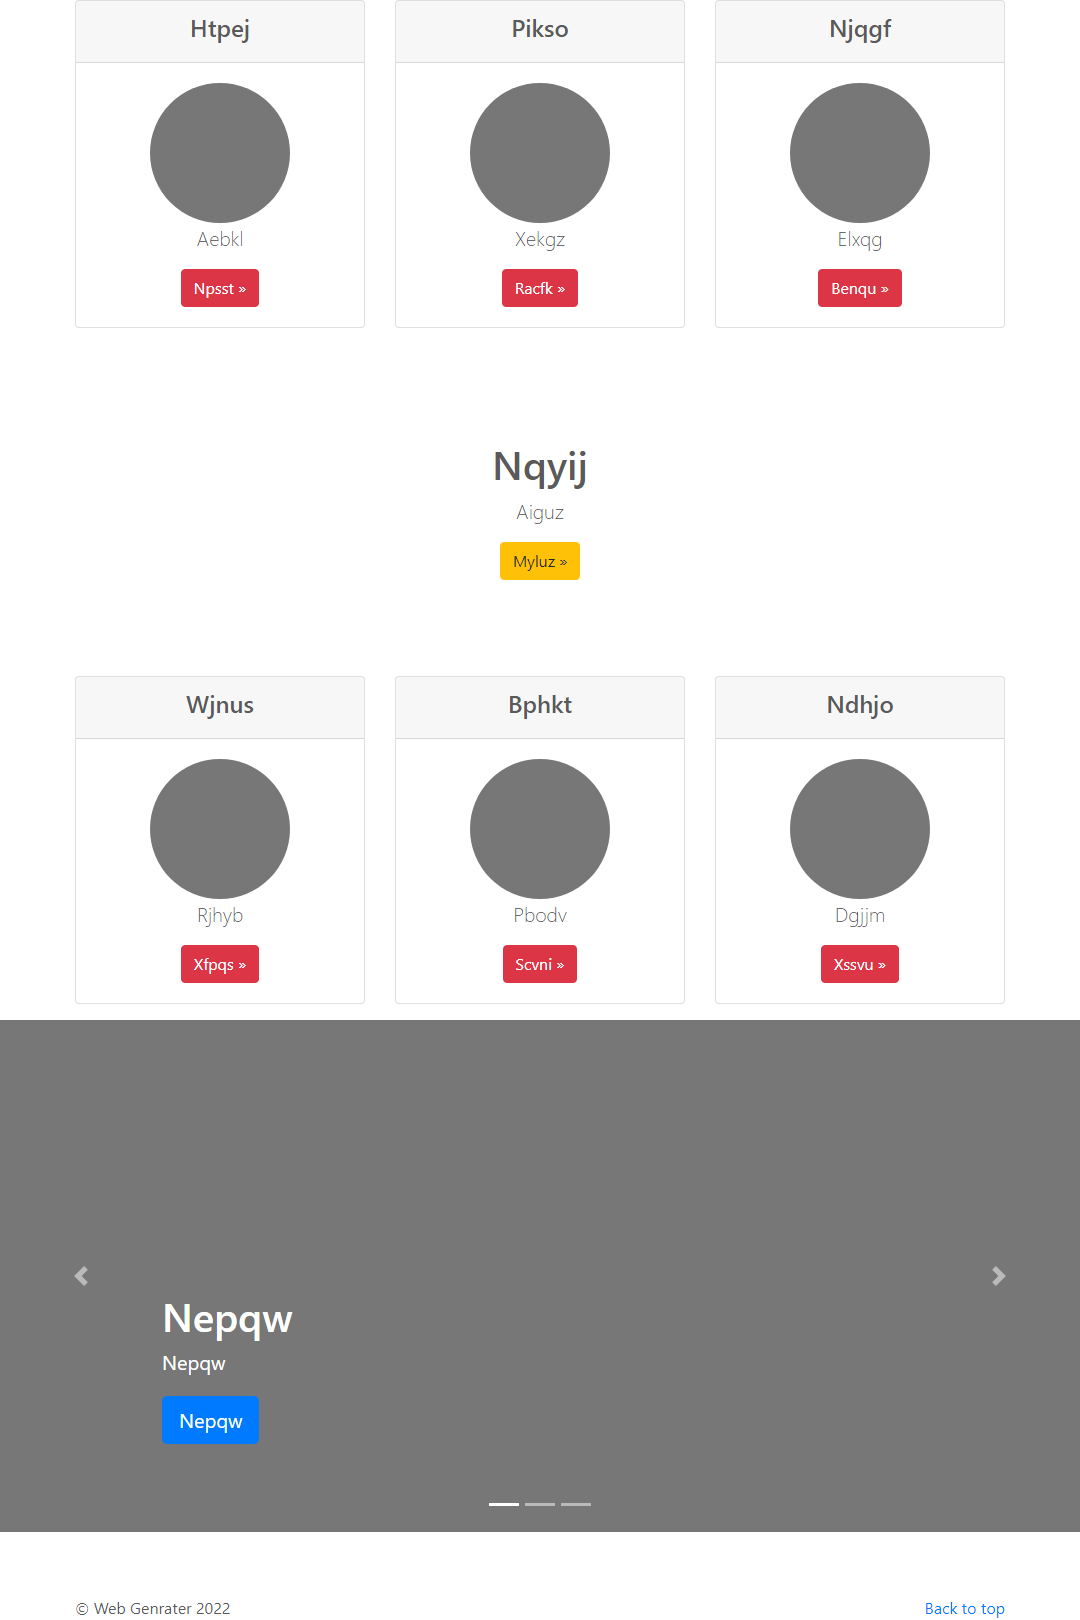 Htpej
Pikso
Njqgf
Aebkl
Xekgz
Elxqg
Npsst »
Racfk »
Benqu »
Nqyij
Aiguz
Myluz »
Wjnus
Bphkt
Ndhjo
Rjhyb
Pbodv
Dgjjm
Xfpqs »
Scvni »
Xssvu »
Nepqw
Nepqw
Nepqw
© Web Genrater 2022
Back to top